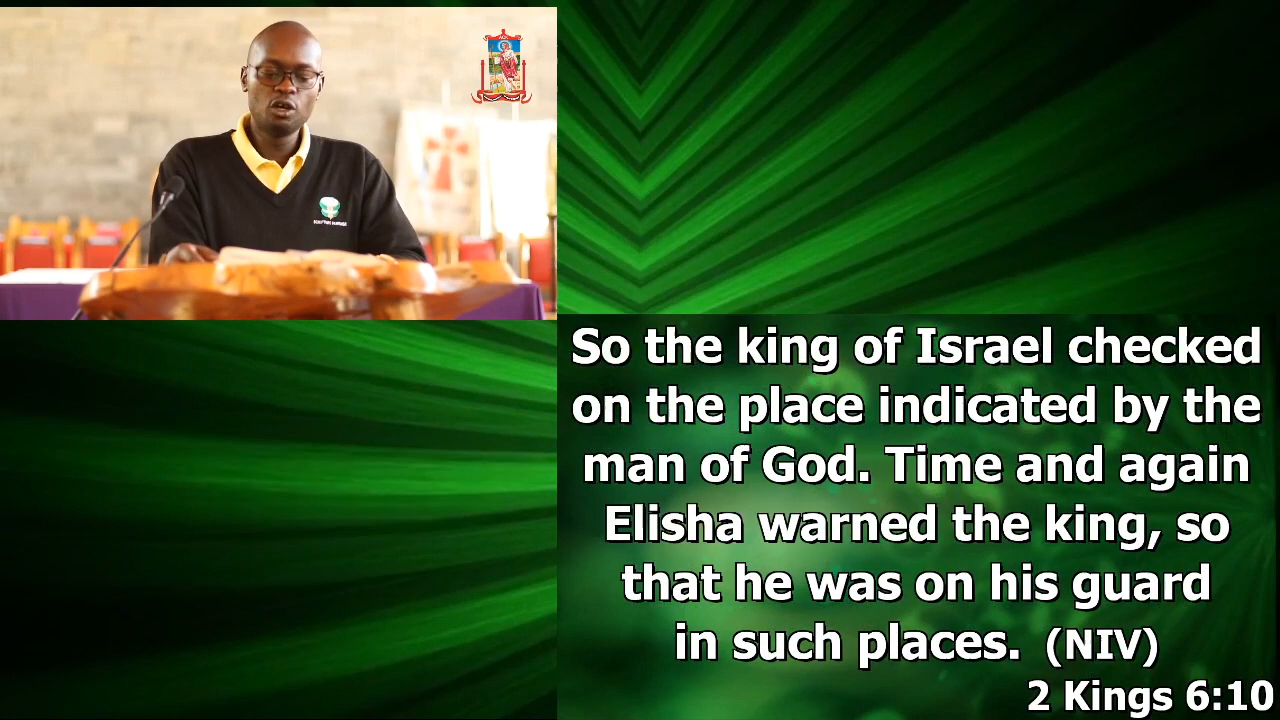 So the king of Israel checked
on the place indicated by the
man of God. Time and again
Elisha warned the king, so
that he was on his guard
in such places. (NIV)
2 Kings 6:10